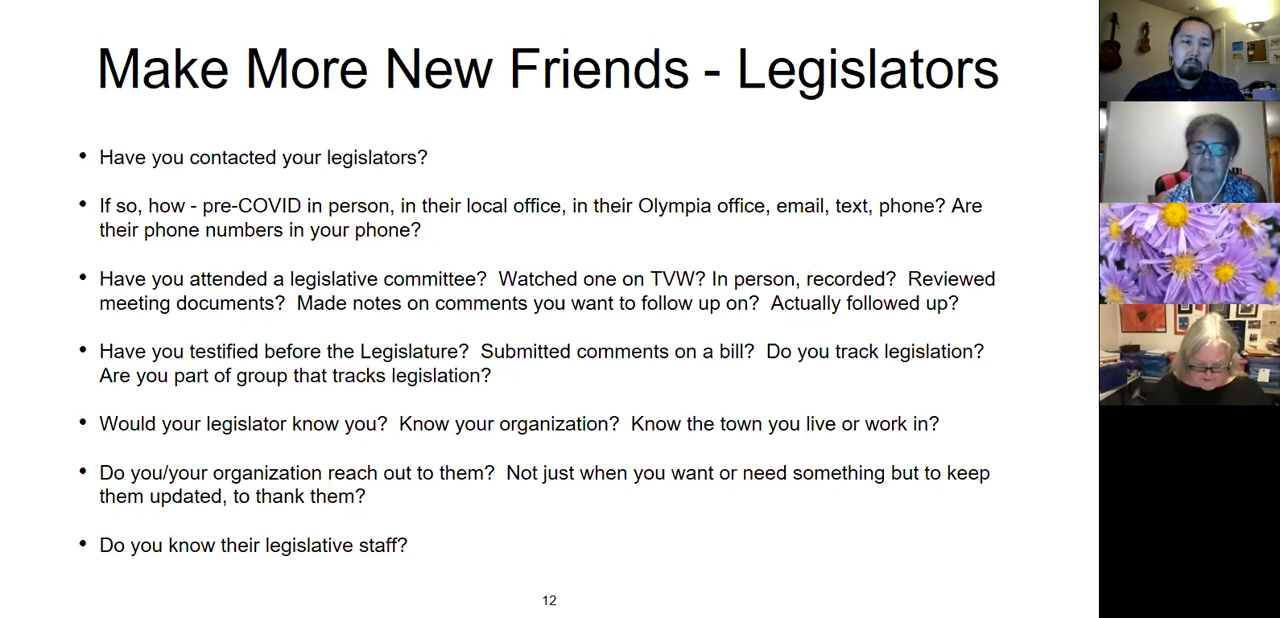 Make More New Friends - Legislators
• Have you contacted your legislators?
• If so, how - pre-COVID in person, in their local office, in their Olympia office, email, text, phone? Are
their phone numbers in your phone?
• Have you attended a legislative committee?  Watched one on TVW? In person, recorded?  Reviewed
meeting documents?  Made notes on comments you want to follow up on?  Actually followed up?
• Have you testified before the Legislature?  Submitted comments on a bill?  Do you track legislation?
Are you part of group that tracks legislation?
• Would your legislator know you?  Know your organization?  Know the town you live or work in?
• Do you/your organization reach out to them?  Not just when you want or need something but to keep
them updated, to thank them?
• Do you know their legislative staff?
12